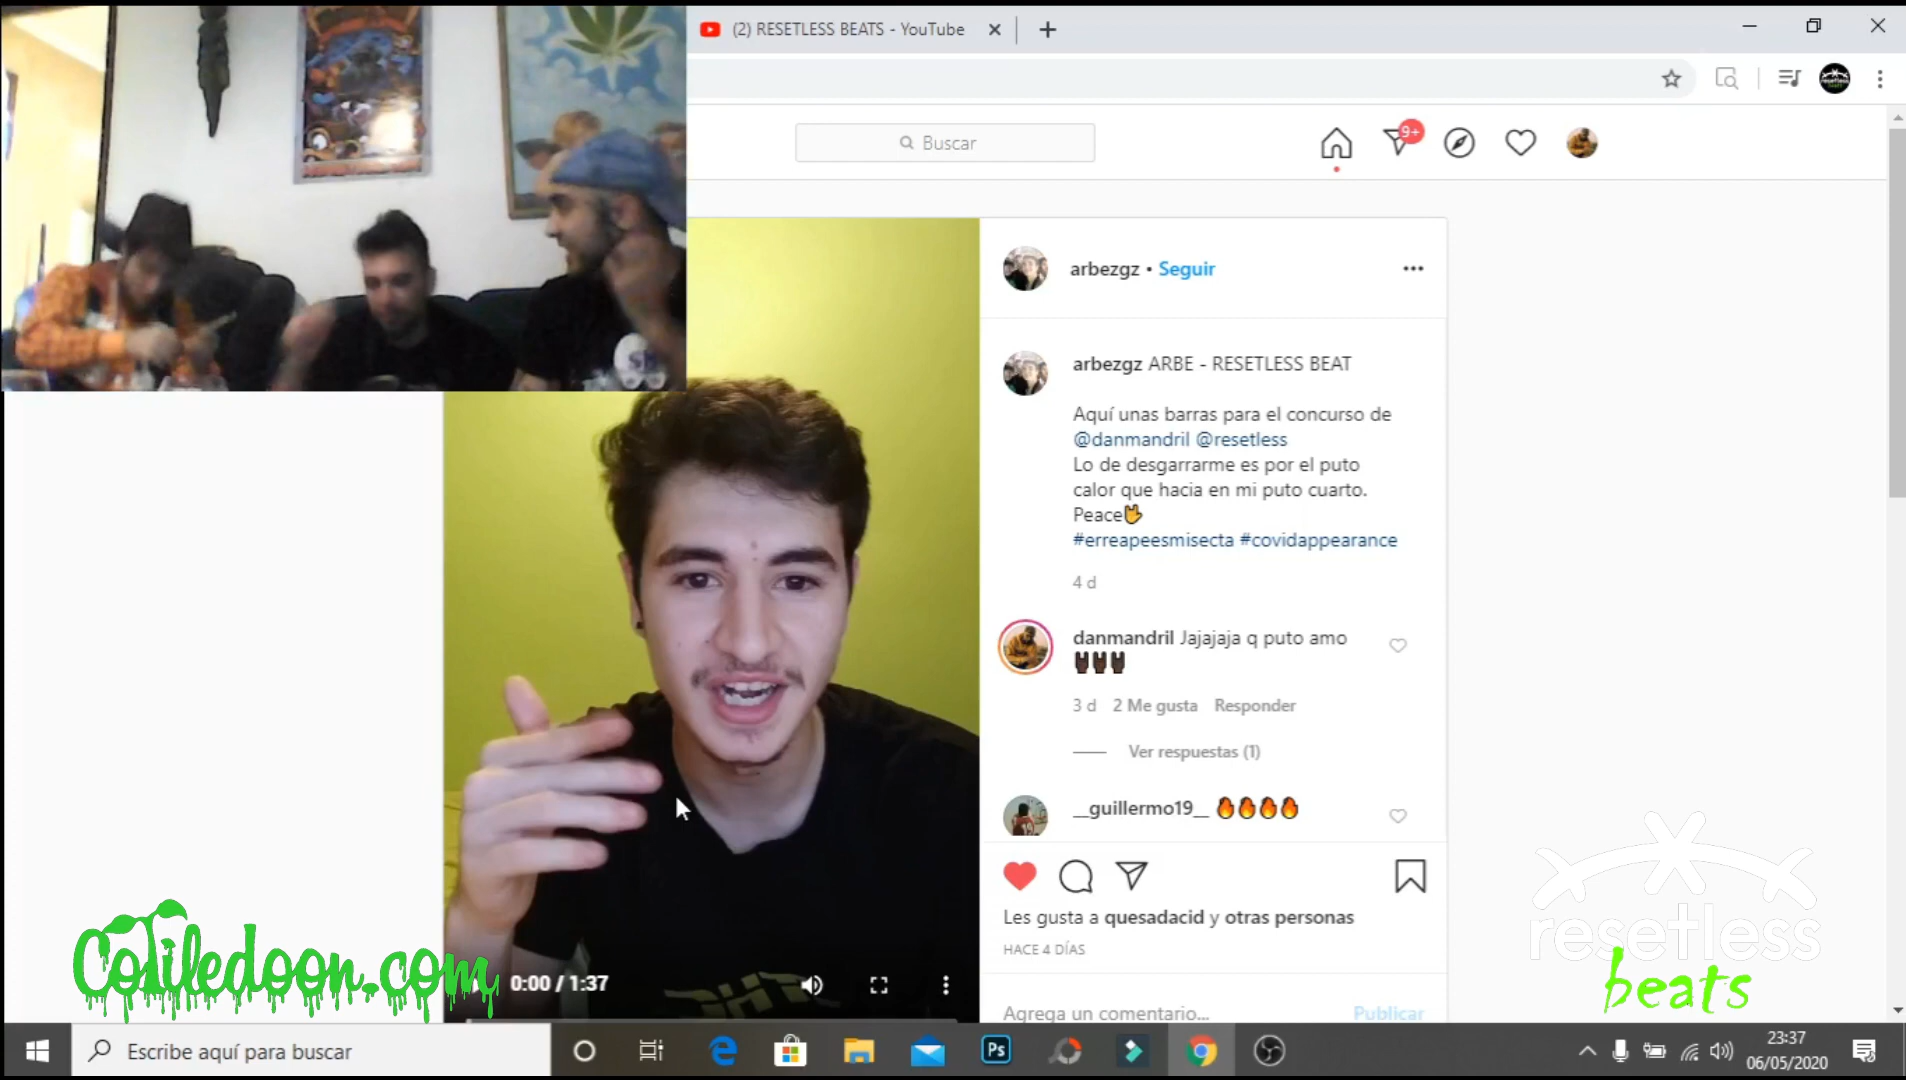 (2) RESETLESS BEATS - YouTube
Buscar
9+
arbezgz • Seguir
arbezgz ARBE - RESETLESS BEAT
Aquí unas barras para el concurso de
@danmandril @resetless
Lo de desgarrarme es por el puto
calor que hacia en mi puto cuarto.
Peace🤟
#erreapeesmisecta #covidappearance
4 d
danmandril Jajajaja q puto amo
🤘🏿🤘🏿🤘🏿
3 d 2 Me gusta Responder
Ver respuestas (1)
__guillermo19__ 🔥🔥🔥🔥
Les gusta a quesadacid y otras personas
HACE 4 DÍAS
Agrega un comentario... Publicar
0:00 / 1:37
Cotiledoon.com
resetless
beats
Escribe aquí para buscar
Ps
23:37
06/05/2020